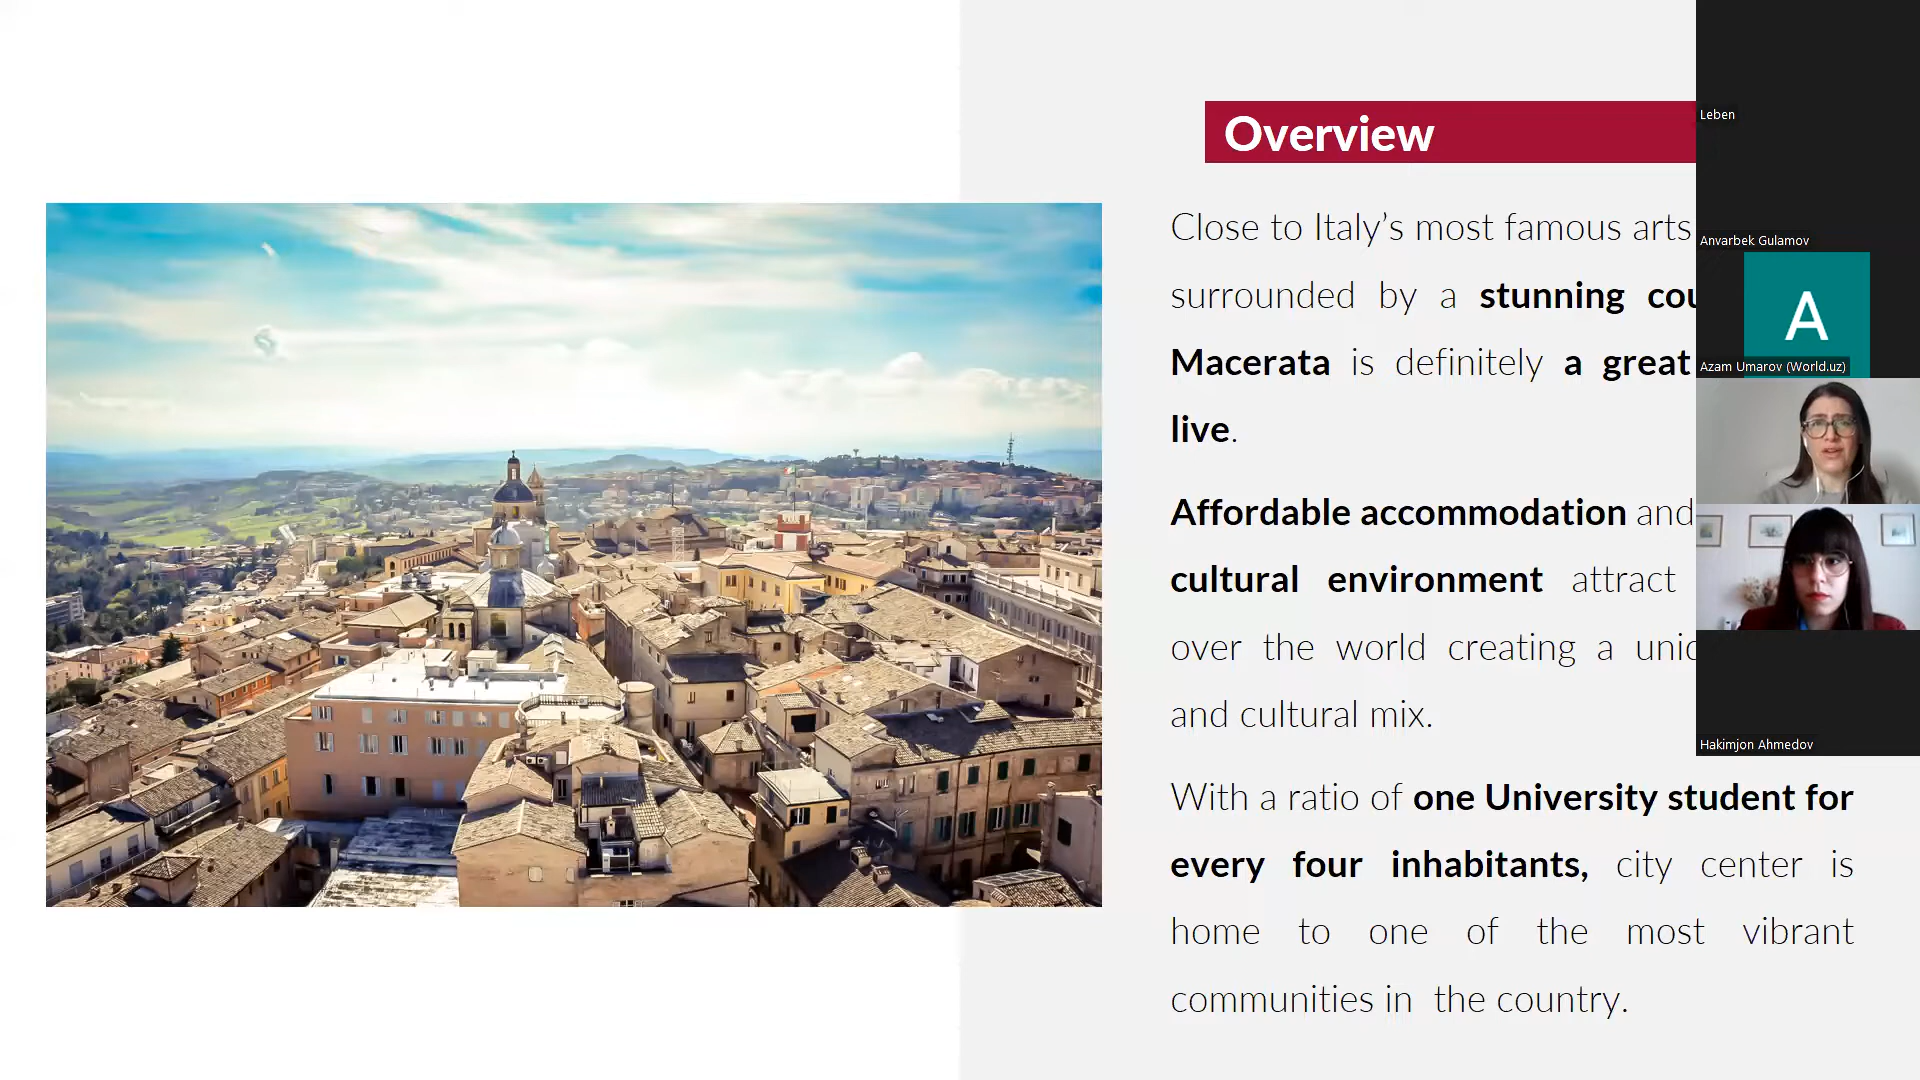 Overview
Close to Italy’s most famous arts
surrounded by a stunning
Macerata is definitely a great
live.
Affordable accommodation and
cultural environment attract
over the world creating a
and cultural mix.
With a ratio of one University student for
every four inhabitants, city center is
home to one of the most vibrant
communities in the country.
Leben
Anvarbek Gulamov
A
Azam Umarov (World.uz)
Hakimjon Ahmedov